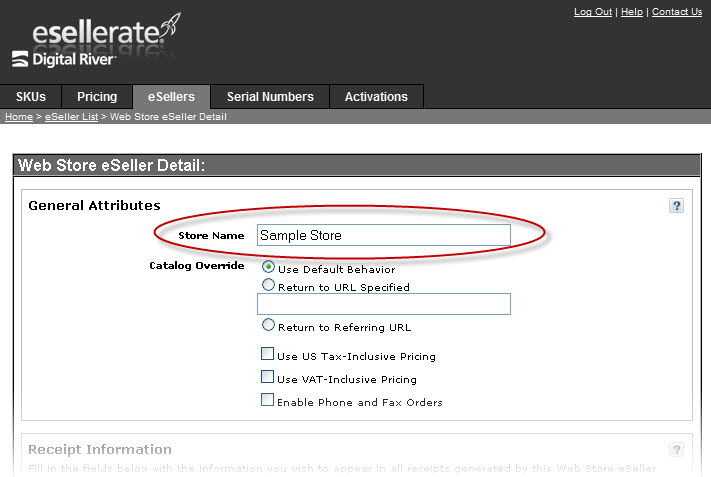 Log Out | Help | Contact Us
esellerate.
Digital River
SKUs Pricing eSellers Serial Numbers Activations
Home > eSeller List > Web Store eSeller Detail
Web Store eSeller Detail:
General Attributes ?
Store Name Sample Store
Catalog Override Use Default Behavior
Return to URL Specified
Return to Referring URL
Use US Tax-Inclusive Pricing
Use VAT-Inclusive Pricing
Enable Phone and Fax Orders
Receipt Information ?
Fill in the fields below with the information you wish to appear in all receipts generated by this Web Store eSeller